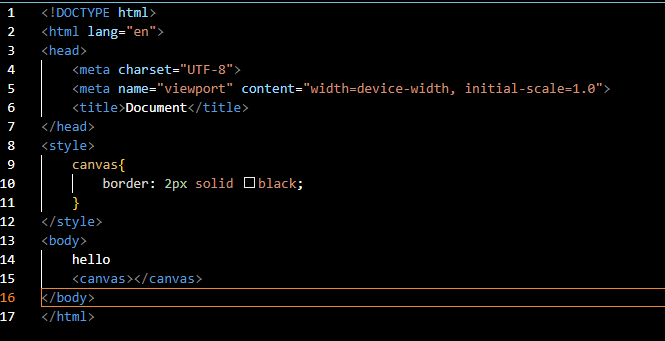 1 <!DOCTYPE html>
2 <html lang="en">
3 <head>
4     <meta charset="UTF-8">
5     <meta name="viewport" content="width=device-width, initial-scale=1.0">
6     <title>Document</title>
7 </head>
8 <style>
9     canvas{
10         border: 2px solid black;
11     }
12 </style>
13 <body>
14     hello
15     <canvas></canvas>
16 </body>
17 </html>